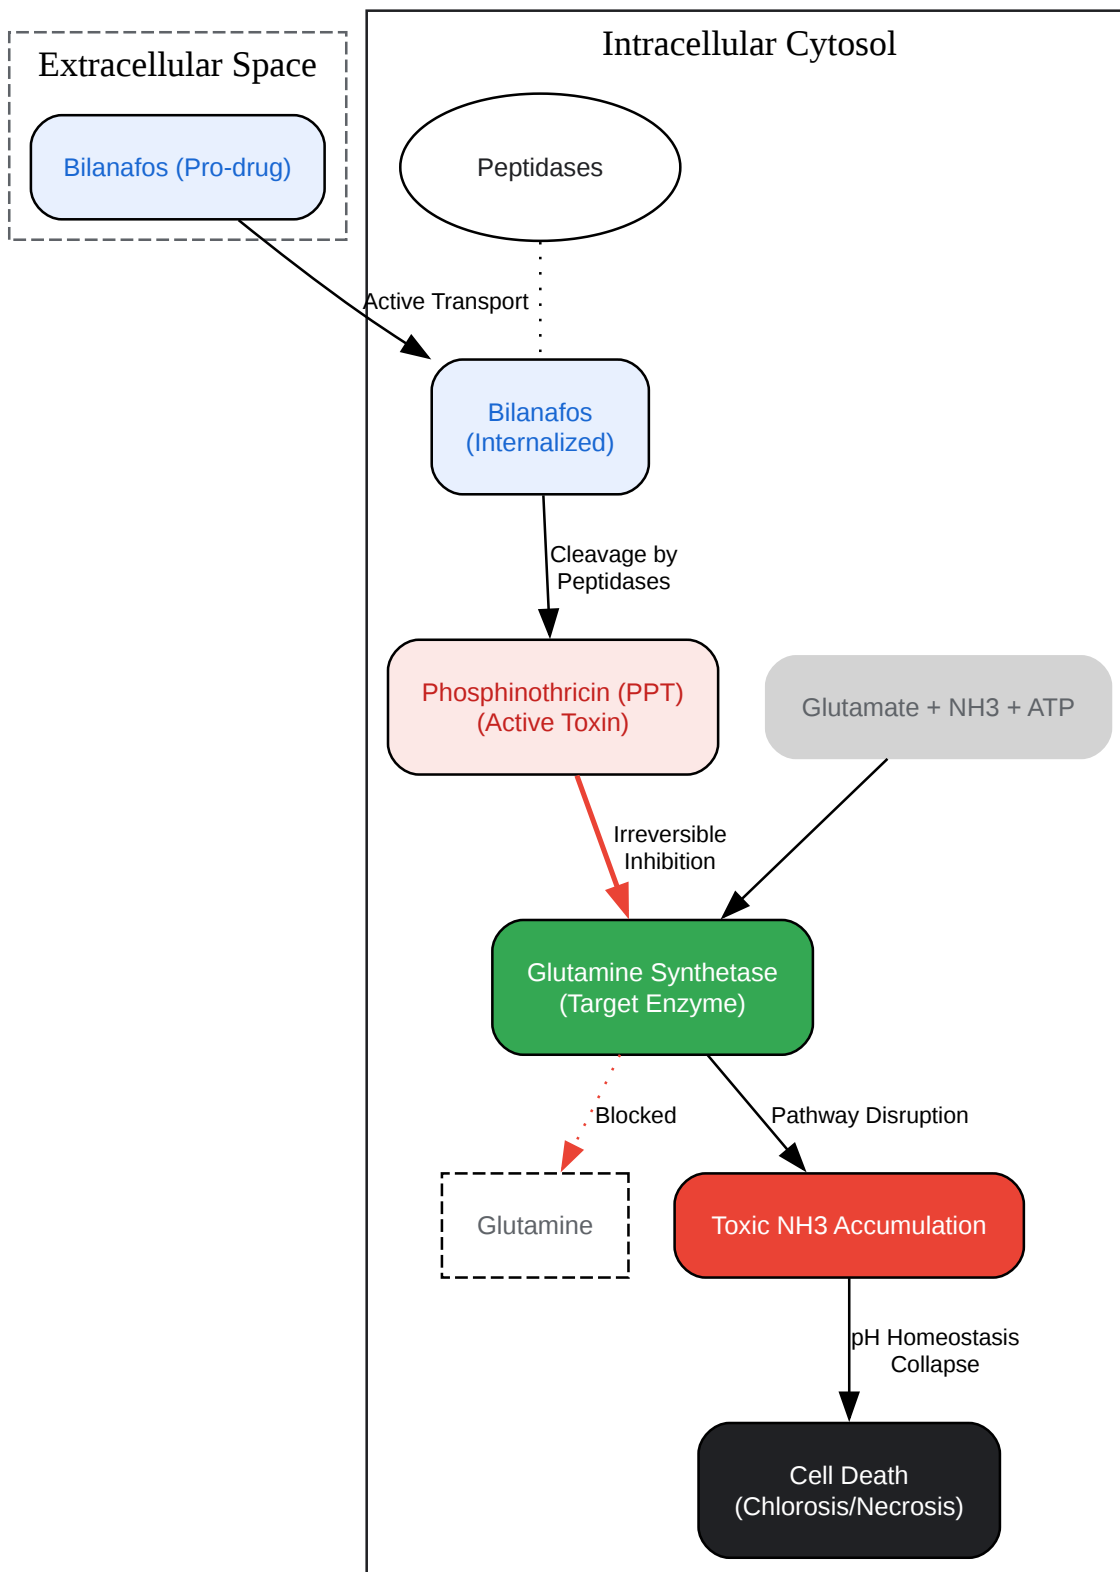 Extracellular Space
Intracellular Cytosol
Bilanafos (Pro-drug)
Peptidases
Active Transport
Bilanafos
(Internalized)
Cleavage by
Peptidases
Phosphinothricin (PPT)
(Active Toxin)
Glutamate + NH3 + ATP
Irreversible
Inhibition
Glutamine Synthetase
(Target Enzyme)
Blocked
Pathway Disruption
Glutamine
Toxic NH3 Accumulation
pH Homeostasis
Collapse
Cell Death
(Chlorosis/Necrosis)